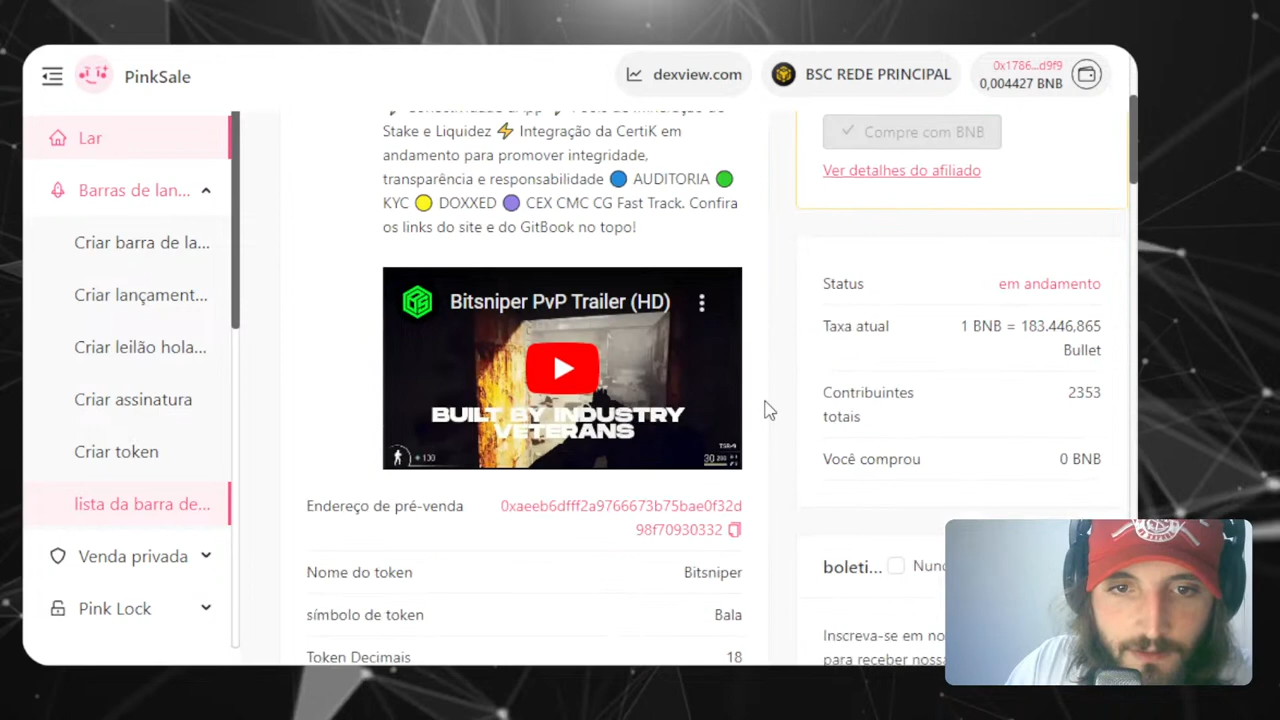 PinkSale
dexview.com
BSC REDE PRINCIPAL
0x1786...d9f9
0,004427 BNB
Lar
Barras de lan...
Criar barra de la...
Criar lançament...
Criar leilão hola...
Criar assinatura
Criar token
lista da barra de...
Venda privada
Pink Lock
Stake e Liquidez ⚡ Integração da CertiK em
andamento para promover integridade,
transparência e responsabilidade 🔵 AUDITORIA 🟢
KYC 🟡 DOXXED 🟣 CEX CMC CG Fast Track. Confira
os links do site e do GitBook no topo!
Bitsniper PvP Trailer (HD)
BUILT BY INDUSTRY
VETERANS
+ 100
Endereço de pré-venda 0xaeeb6dfff2a9766673b75bae0f32d
98f70930332
Nome do token Bitsniper
símbolo de token Bala
Token Decimais 18
Compre com BNB
Ver detalhes do afiliado
Status em andamento
Taxa atual 1 BNB = 183.446,865
Bullet
Contribuintes 2353
totais
Você comprou 0 BNB
boleti...
Inscreva-se em no
para receber noss